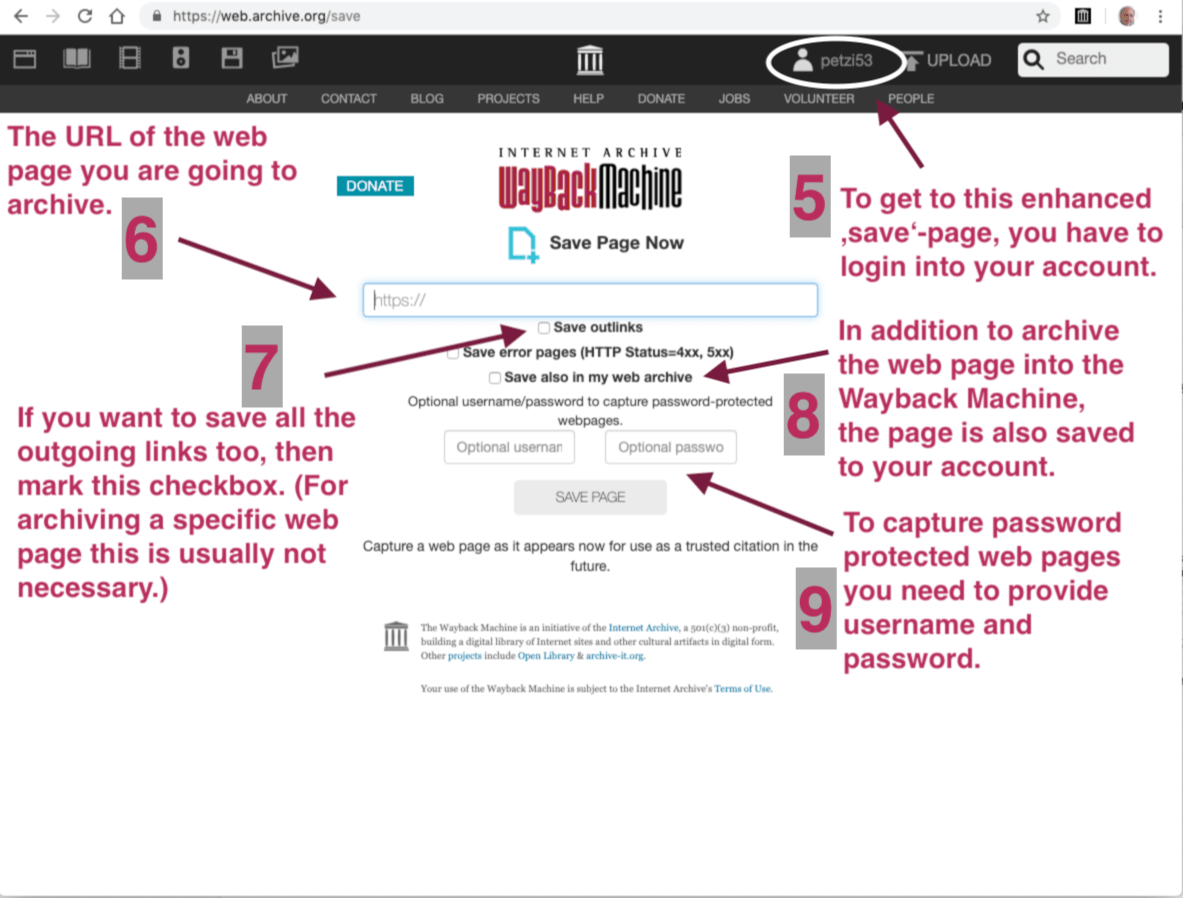 https://web.archive.org/save
petzi53
UPLOAD
Search
ABOUT CONTACT BLOG PROJECTS HELP DONATE JOBS VOLUNTEER PEOPLE
The URL of the web
page you are going to
archive.
6
DONATE
INTERNET ARCHIVE
WayBackMachine
Save Page Now
5
To get to this enhanced
‚save‘-page, you have to
login into your account.
https://
Save outlinks
Save error pages (HTTP Status=4xx, 5xx)
Save also in my web archive
Optional username/password to capture password-protected
webpages.
Optional usernar
Optional passwo
SAVE PAGE
7
If you want to save all the
outgoing links too, then
mark this checkbox. (For
archiving a specific web
page this is usually not
necessary.)
In addition to archive
the web page into the
Wayback Machine,
the page is also saved
to your account.
8
Capture a web page as it appears now for use as a trusted citation in the
future.
9
To capture password
protected web pages
you need to provide
username and
password.
The Wayback Machine is an initiative of the Internet Archive, a 501(c)(3) non-profit,
building a digital library of Internet sites and other cultural artifacts in digital form.
Other projects include Open Library & archive-it.org.
Your use of the Wayback Machine is subject to the Internet Archive's Terms of Use.